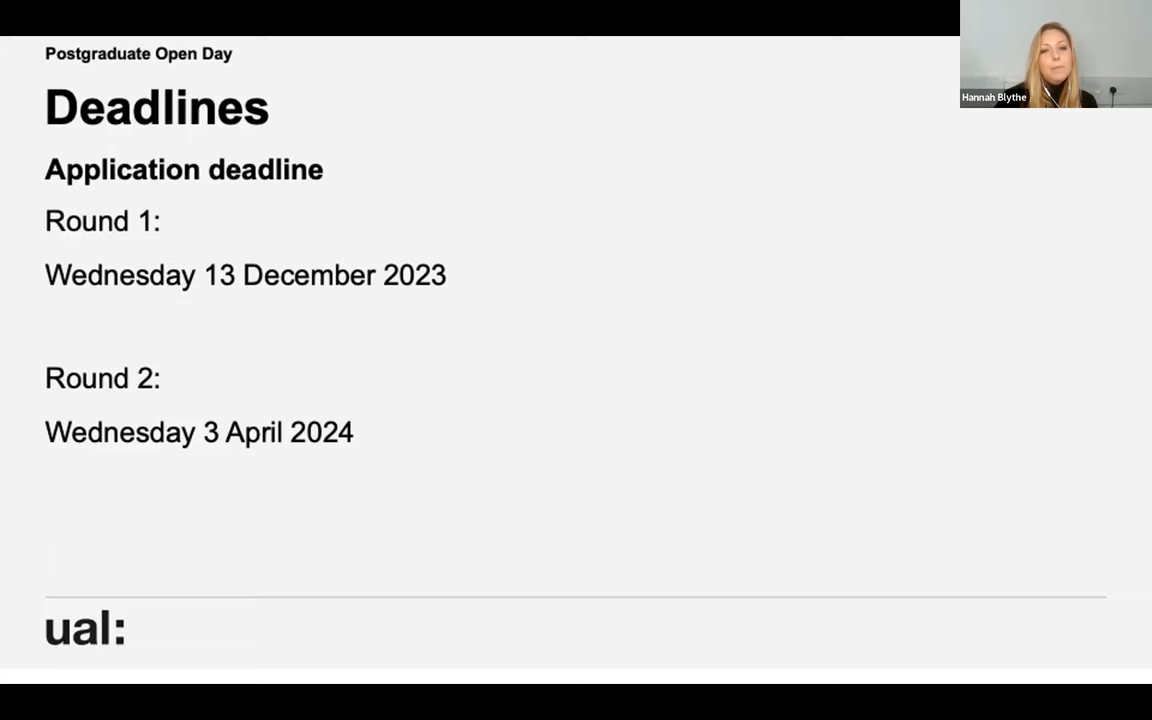 Postgraduate Open Day
Deadlines
Application deadline
Round 1:
Wednesday 13 December 2023
Round 2:
Wednesday 3 April 2024
ual:
Hannah Blythe